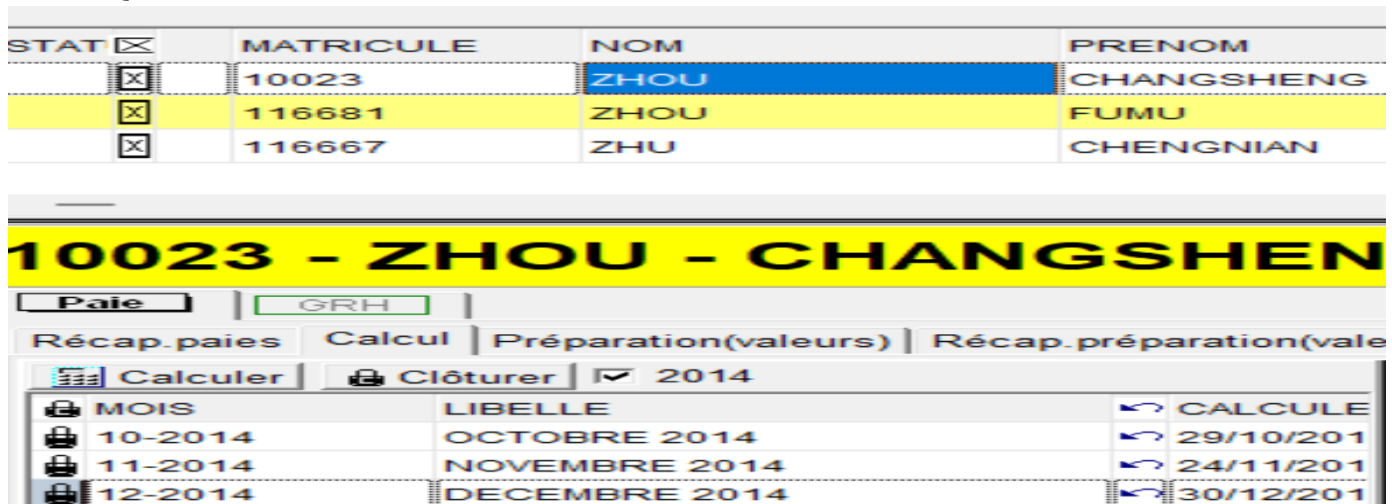 STAT MATRICULE NOM PRENOM
10023 ZHOU CHANGSHENG
116681 ZHOU FUMU
116667 ZHU CHENGNIAN
10023 - ZHOU - CHANGSHEN
Paie GRH
Récap.paies Calcul Préparation(valeurs) Récap.préparation(vale
Calculer Clôturer 2014
MOIS LIBELLE CALCULE
10-2014 OCTOBRE 2014 29/10/201
11-2014 NOVEMBRE 2014 24/11/201
12-2014 DECEMBRE 2014 30/12/201